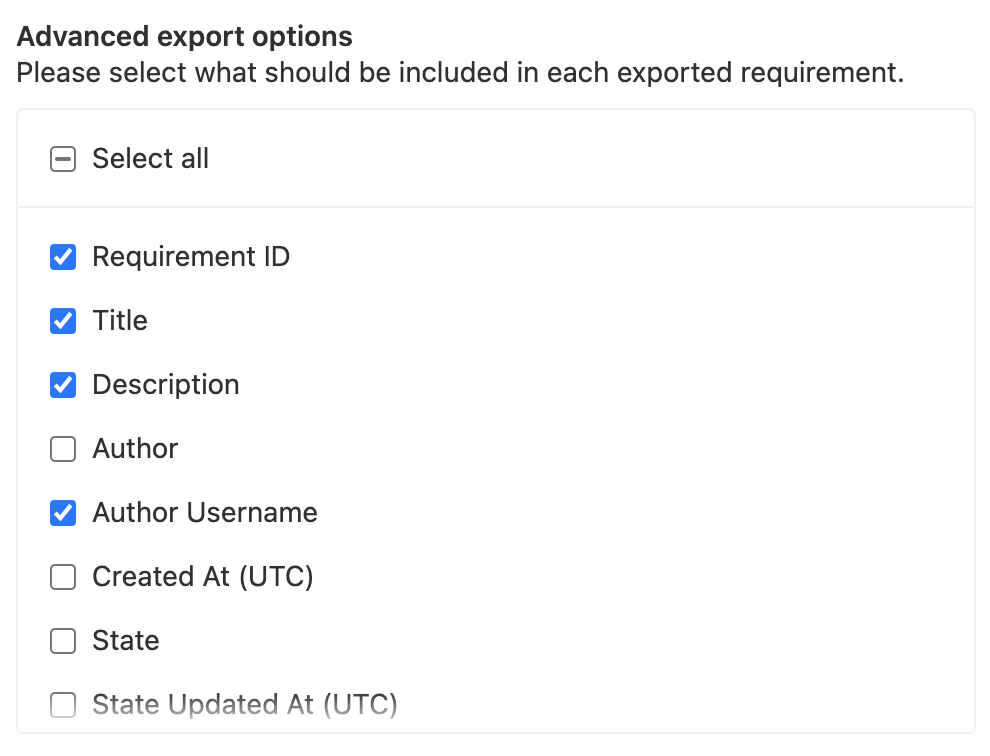 Advanced export options
Please select what should be included in each exported requirement.
Select all
Requirement ID
Title
Description
Author
Author Username
Created At (UTC)
State
State Updated At (UTC)